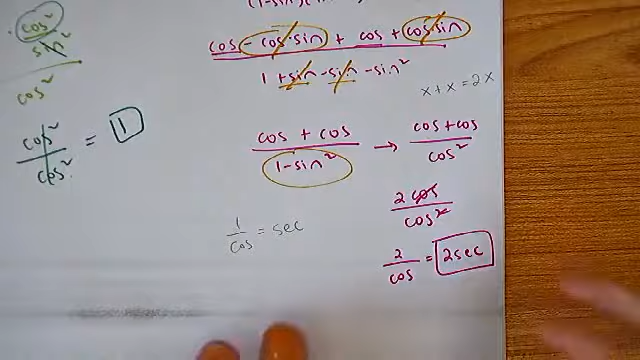 cos²
sin²
cos²
cos²
cos²
= 1
cos - cos·sin + cos + cos·sin
1 + sin - sin - sin²
x + x = 2x
cos + cos
1 - sin²
→
cos + cos
cos²
2 cos
cos²
1
cos
= sec
2
cos
= 2sec